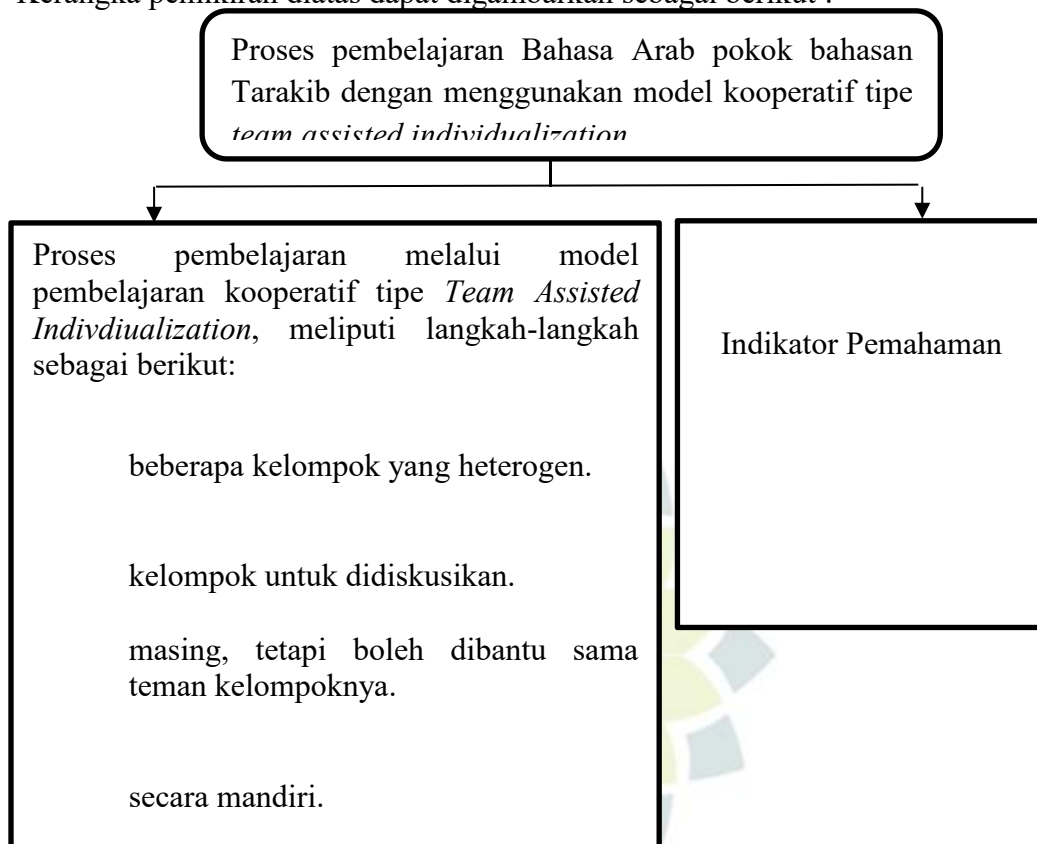 Kerangka pemikiran diatas dapat digambarkan sebagai berikut :
Proses pembelajaran Bahasa Arab pokok bahasan
Tarakib dengan menggunakan model kooperatif tipe
team assisted individualization
Proses pembelajaran melalui model
pembelajaran kooperatif tipe Team Assisted
Indivdiualization, meliputi langkah-langkah
sebagai berikut:
beberapa kelompok yang heterogen.
kelompok untuk didiskusikan.
masing, tetapi boleh dibantu sama
teman kelompoknya.
secara mandiri.
Indikator Pemahaman